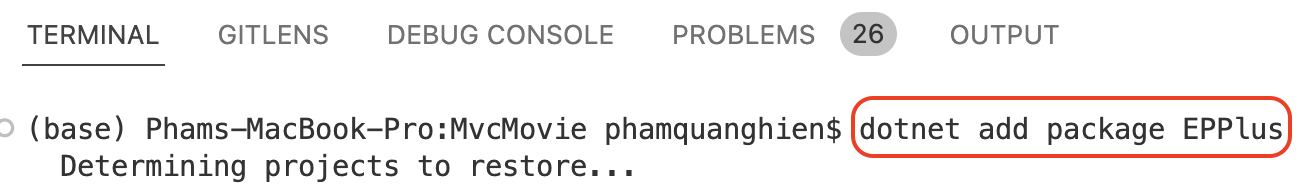 TERMINAL GITLENS DEBUG CONSOLE PROBLEMS 26 OUTPUT
(base) Phams-MacBook-Pro:MvcMovie phamquanghien$ dotnet add package EPPlus
Determining projects to restore...